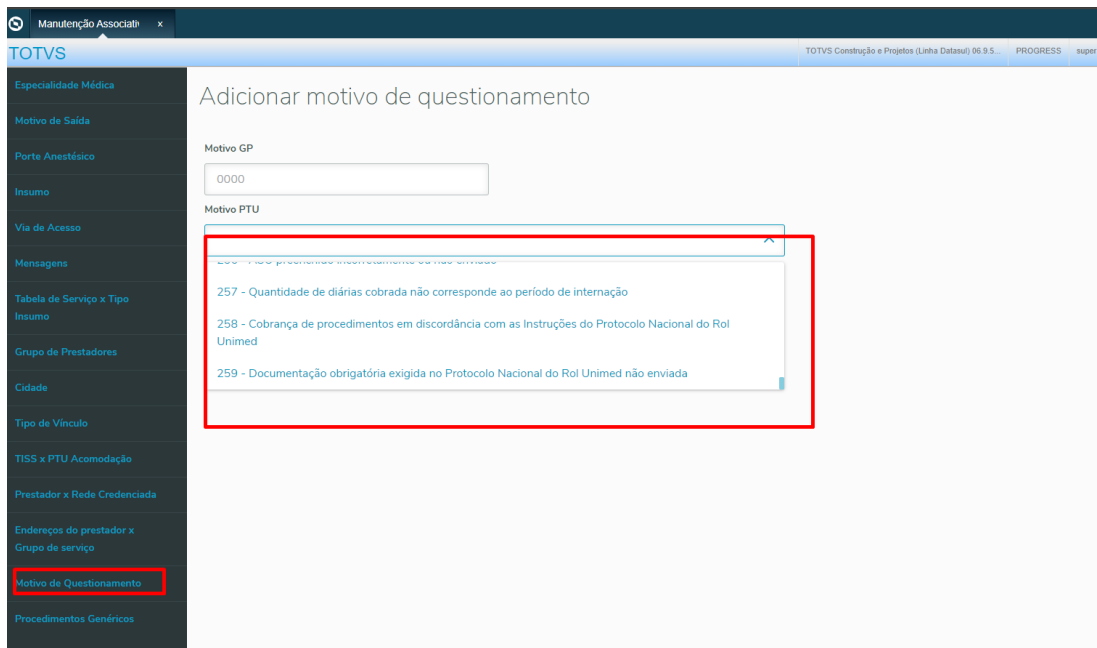 Manutenção Associati x
TOTVS
TOTVS Construção e Projetos (Linha Datasul) 06.9.5... PROGRESS super
Especialidade Médica
Motivo de Saída
Porte Anestésico
Insumo
Via de Acesso
Mensagens
Tabela de Serviço x Tipo
Insumo
Grupo de Prestadores
Cidade
Tipo de Vínculo
TISS x PTU Acomodação
Prestador x Rede Credenciada
Endereços do prestador x
Grupo de serviço
Motivo de Questionamento
Procedimentos Genéricos
Adicionar motivo de questionamento
Motivo GP
0000
Motivo PTU
257 - Quantidade de diárias cobrada não corresponde ao período de internação
258 - Cobrança de procedimentos em discordância com as Instruções do Protocolo Nacional do Rol
Unimed
259 - Documentação obrigatória exigida no Protocolo Nacional do Rol Unimed não enviada